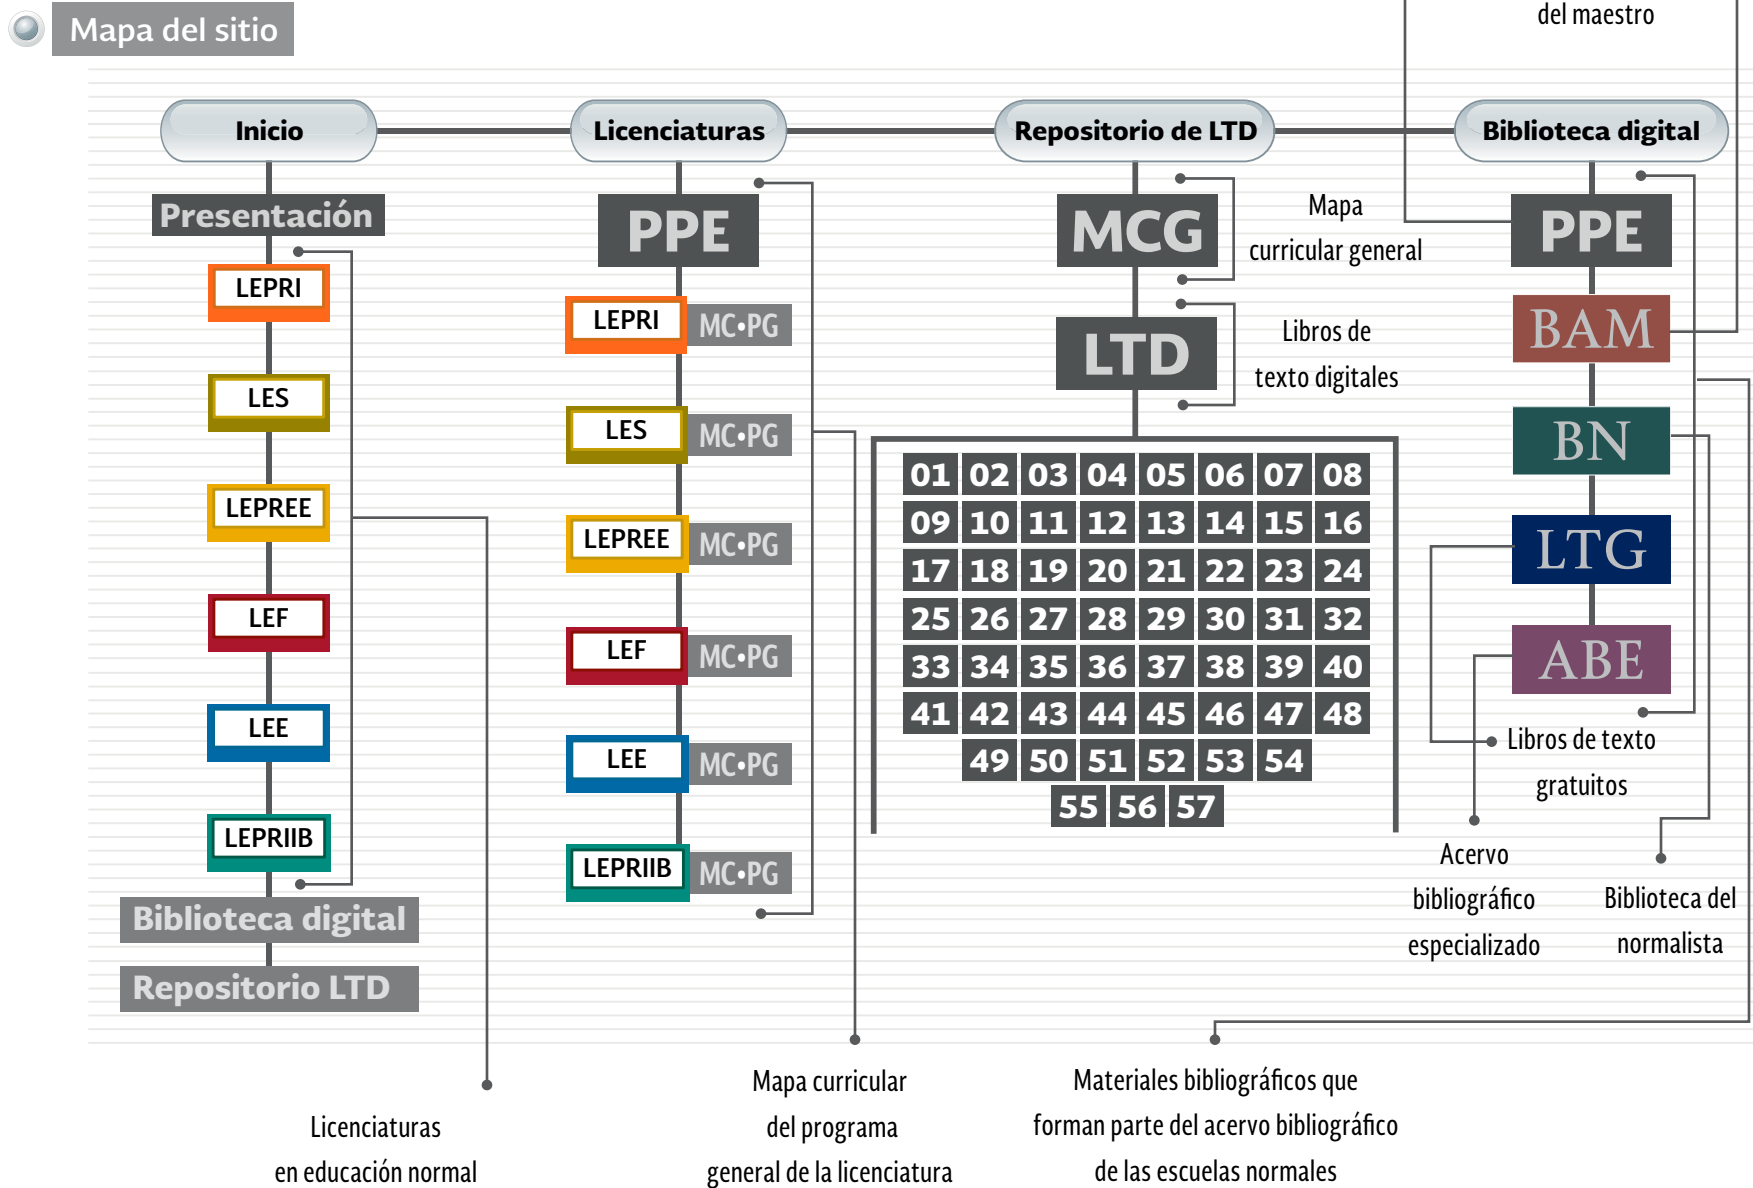 del maestro
Mapa del sitio
Inicio
Licenciaturas
Repositorio de LTD
Biblioteca digital
Presentación
LEPRI
LES
LEPREE
LEF
LEE
LEPRIIB
Biblioteca digital
Repositorio LTD
Licenciaturas
en educación normal
PPE
LEPRI MC•PG
LES MC•PG
LEPREE MC•PG
LEF MC•PG
LEE MC•PG
LEPRIIB MC•PG
Mapa curricular
del programa
general de la licenciatura
MCG
Mapa
curricular general
LTD
Libros de
texto digitales
01 02 03 04 05 06 07 08
09 10 11 12 13 14 15 16
17 18 19 20 21 22 23 24
25 26 27 28 29 30 31 32
33 34 35 36 37 38 39 40
41 42 43 44 45 46 47 48
49 50 51 52 53 54
55 56 57
PPE
BAM
BN
LTG
ABE
Libros de texto
gratuitos
Acervo
bibliográfico
especializado
Biblioteca del
normalista
Materiales bibliográficos que
forman parte del acervo bibliográfico
de las escuelas normales